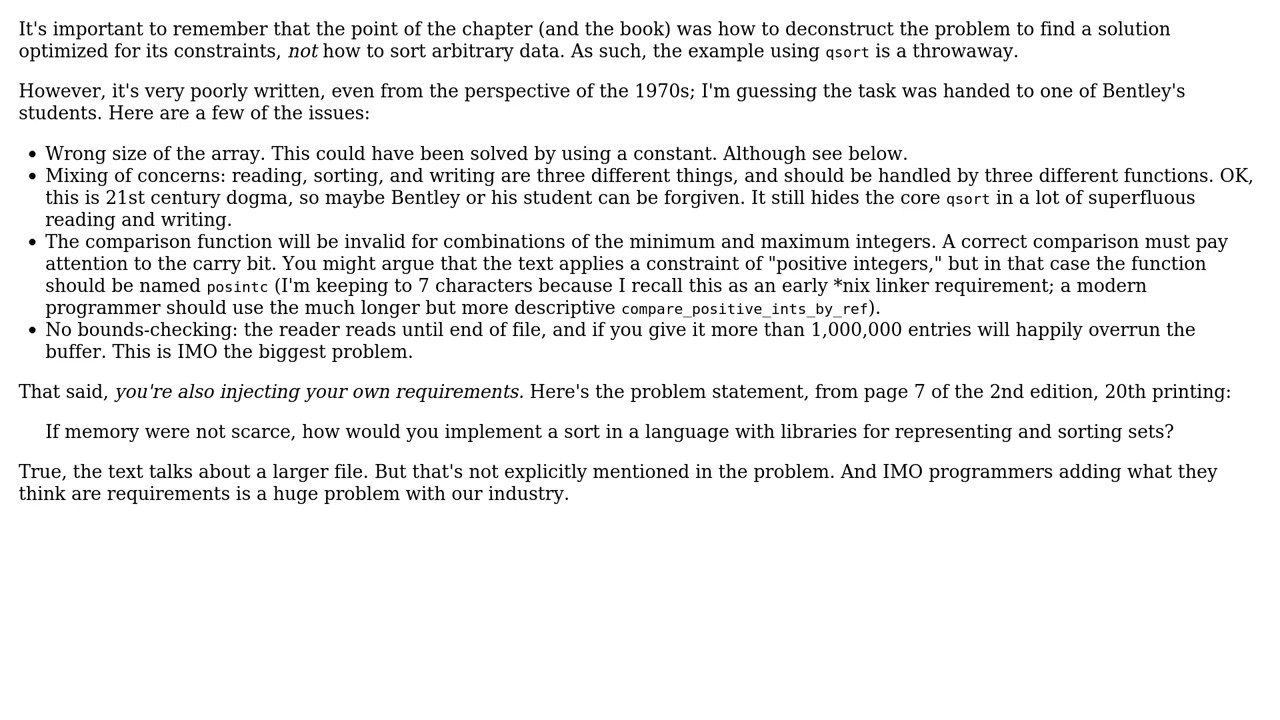 It's important to remember that the point of the chapter (and the book) was how to deconstruct the problem to find a solution
optimized for its constraints, not how to sort arbitrary data. As such, the example using qsort is a throwaway.
However, it's very poorly written, even from the perspective of the 1970s; I'm guessing the task was handed to one of Bentley's
students. Here are a few of the issues:
• Wrong size of the array. This could have been solved by using a constant. Although see below.
• Mixing of concerns: reading, sorting, and writing are three different things, and should be handled by three different functions. OK,
this is 21st century dogma, so maybe Bentley or his student can be forgiven. It still hides the core qsort in a lot of superfluous
reading and writing.
• The comparison function will be invalid for combinations of the minimum and maximum integers. A correct comparison must pay
attention to the carry bit. You might argue that the text applies a constraint of "positive integers," but in that case the function
should be named posintc (I'm keeping to 7 characters because I recall this as an early *nix linker requirement; a modern
programmer should use the much longer but more descriptive compare_positive_ints_by_ref).
• No bounds-checking: the reader reads until end of file, and if you give it more than 1,000,000 entries will happily overrun the
buffer. This is IMO the biggest problem.
That said, you're also injecting your own requirements. Here's the problem statement, from page 7 of the 2nd edition, 20th printing:
If memory were not scarce, how would you implement a sort in a language with libraries for representing and sorting sets?
True, the text talks about a larger file. But that's not explicitly mentioned in the problem. And IMO programmers adding what they
think are requirements is a huge problem with our industry.